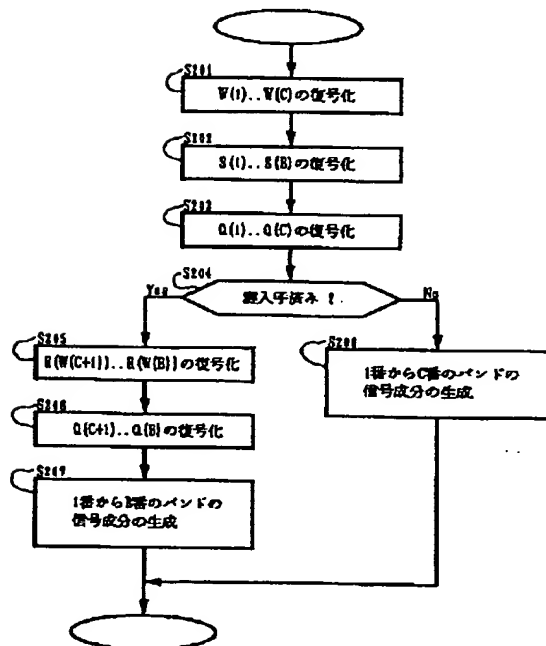 S201
W(1)..W(C)の復号化
S202
S(1)..S(B)の復号化
S203
Q(1)..Q(C)の復号化
S204
購入手済み ?
Yes
No
S205
R(W(C+1))..R(W(B))の復号化
S208
1番からC番のバンドの
信号成分の生成
S206
Q(C+1)..Q(B)の復号化
S207
1番からB番のバンドの
信号成分の生成